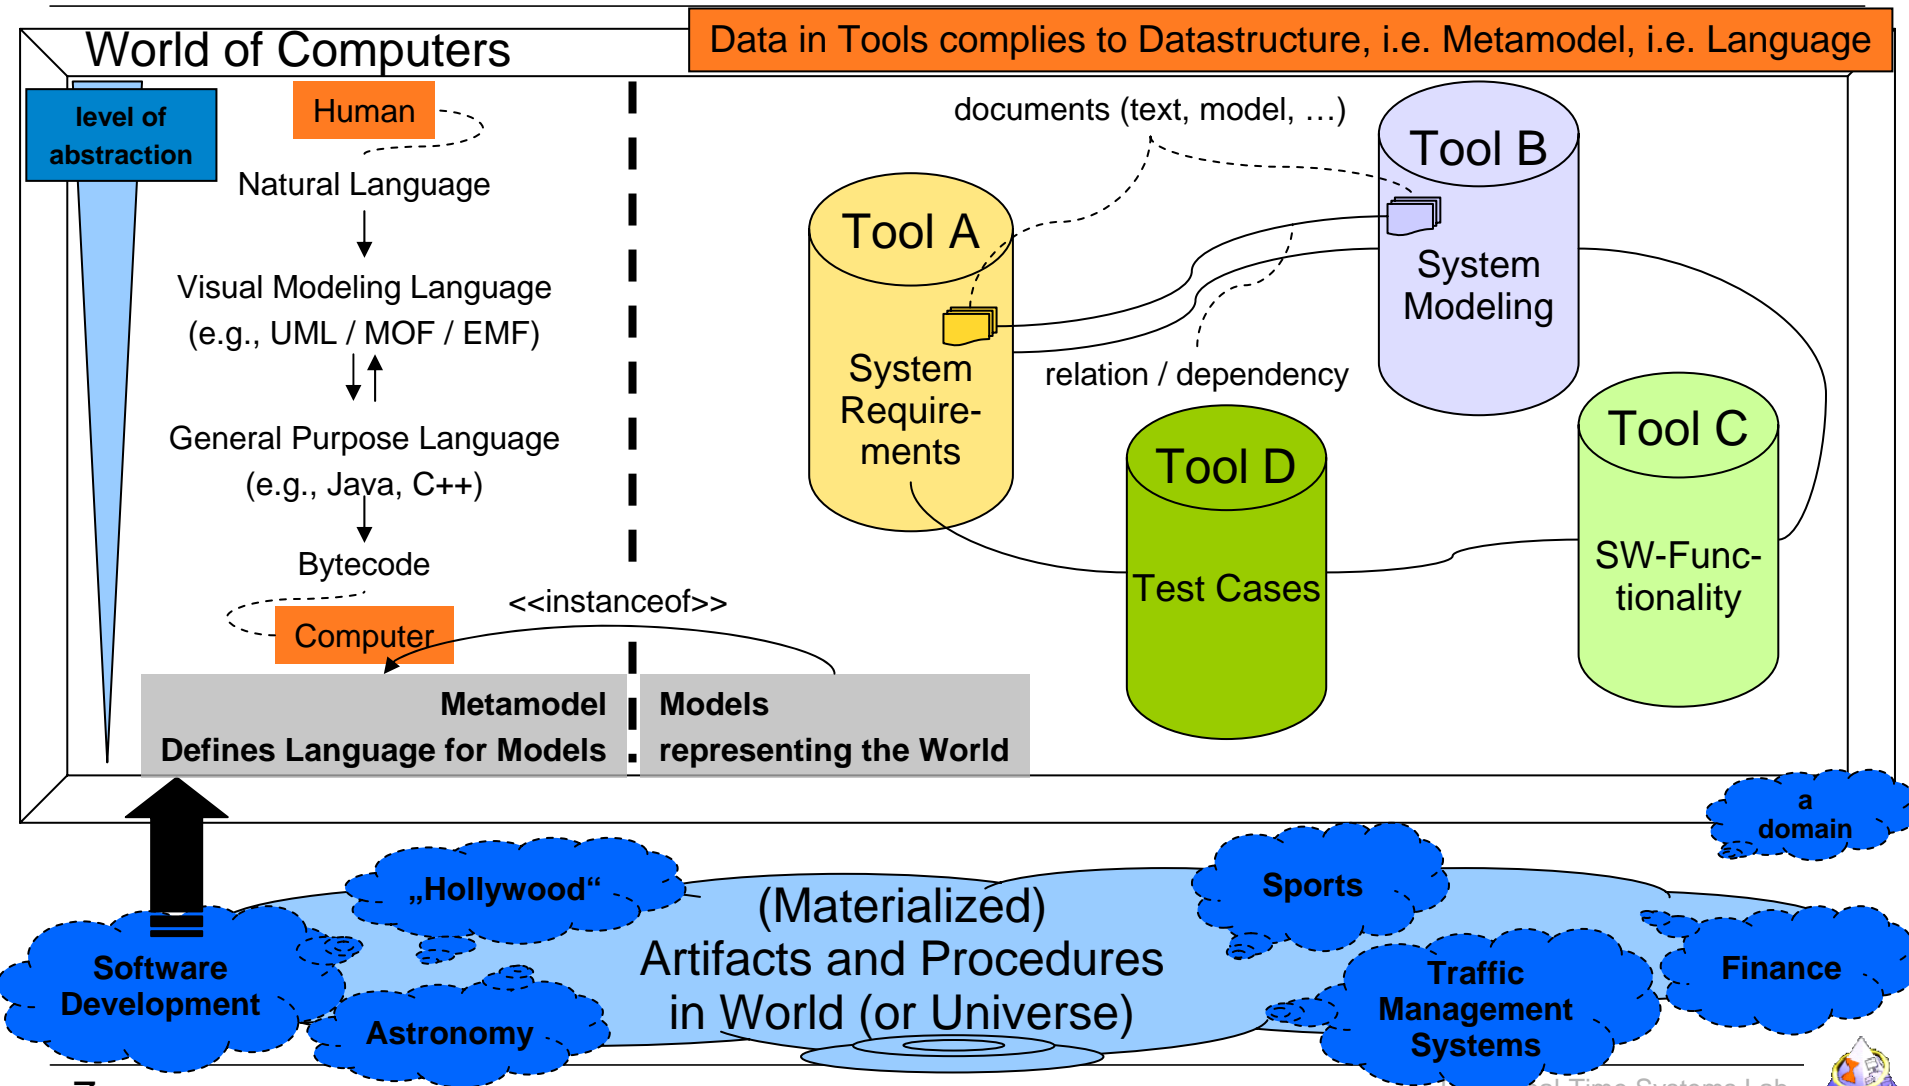 World of Computers
Data in Tools complies to Datastructure, i.e. Metamodel, i.e. Language
level of
abstraction
Human
Natural Language
Visual Modeling Language
(e.g., UML / MOF / EMF)
General Purpose Language
(e.g., Java, C++)
Bytecode
Computer
<<instanceof>>
Metamodel
Defines Language for Models
Models
representing the World
documents (text, model, …)
Tool A
System
Require-
ments
Tool B
System
Modeling
relation / dependency
Tool C
SW-Func-
tionality
Tool D
Test Cases
a
domain
„Hollywood“
Sports
(Materialized)
Artifacts and Procedures
in World (or Universe)
Software
Development
Astronomy
Traffic
Management
Systems
Finance
Systems Lab